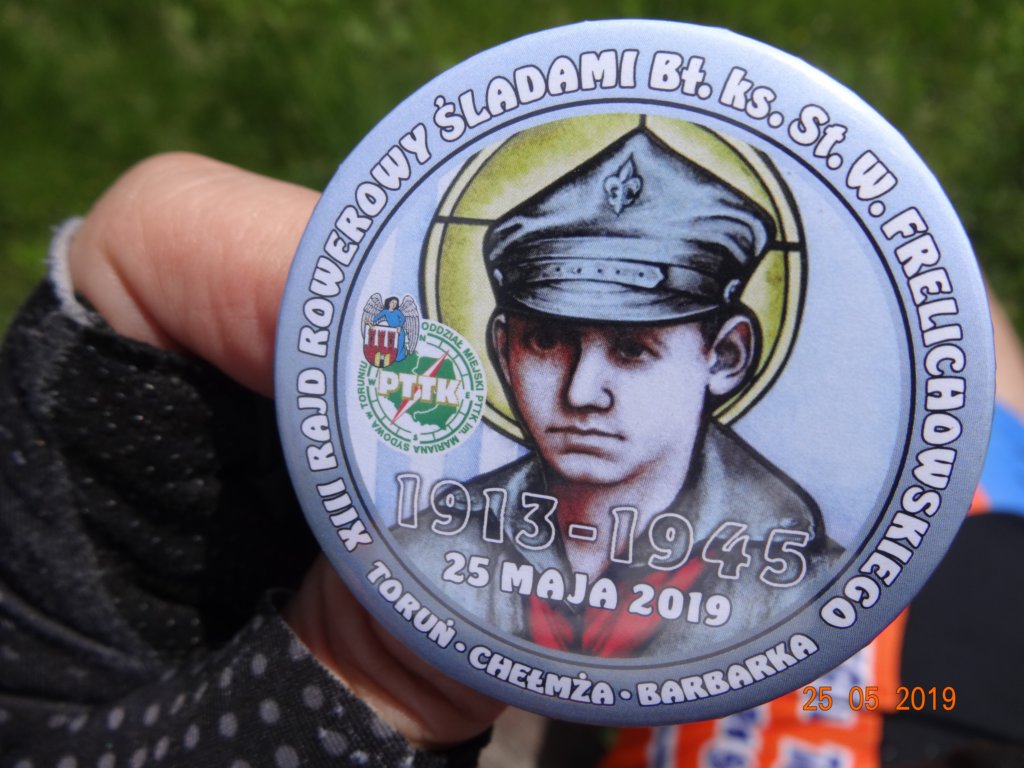 XIII RAJD ROWEROWY ŚLADAMI Bł. ks. St. W. FRELICHOWSKIEGO
ODDZIAŁ MIEJSKI PTTK im. MARIANA SYDOWA W TORUNIU
N
W
E
S
PTTK
1913-1945
25 MAJA 2019
TORUŃ · CHEŁMŻA · BARBARKA
25 05 2019